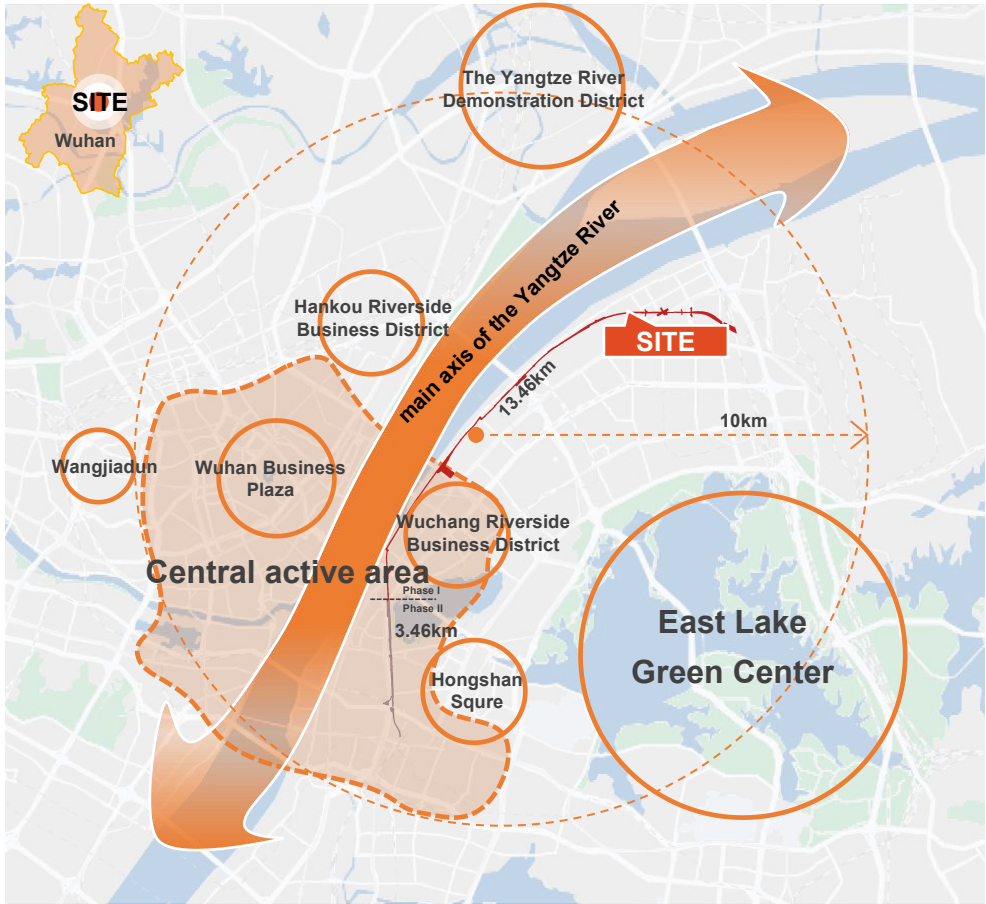 SITE
Wuhan
The Yangtze River
Demonstration District
main axis of the Yangtze River
Hankou Riverside
Business District
SITE
13.46km
10km
Wangjiadun
Wuhan Business
Plaza
Wuchang Riverside
Business District
Central active area
Phase I
Phase II
3.46km
East Lake
Green Center
Hongshan
Squre